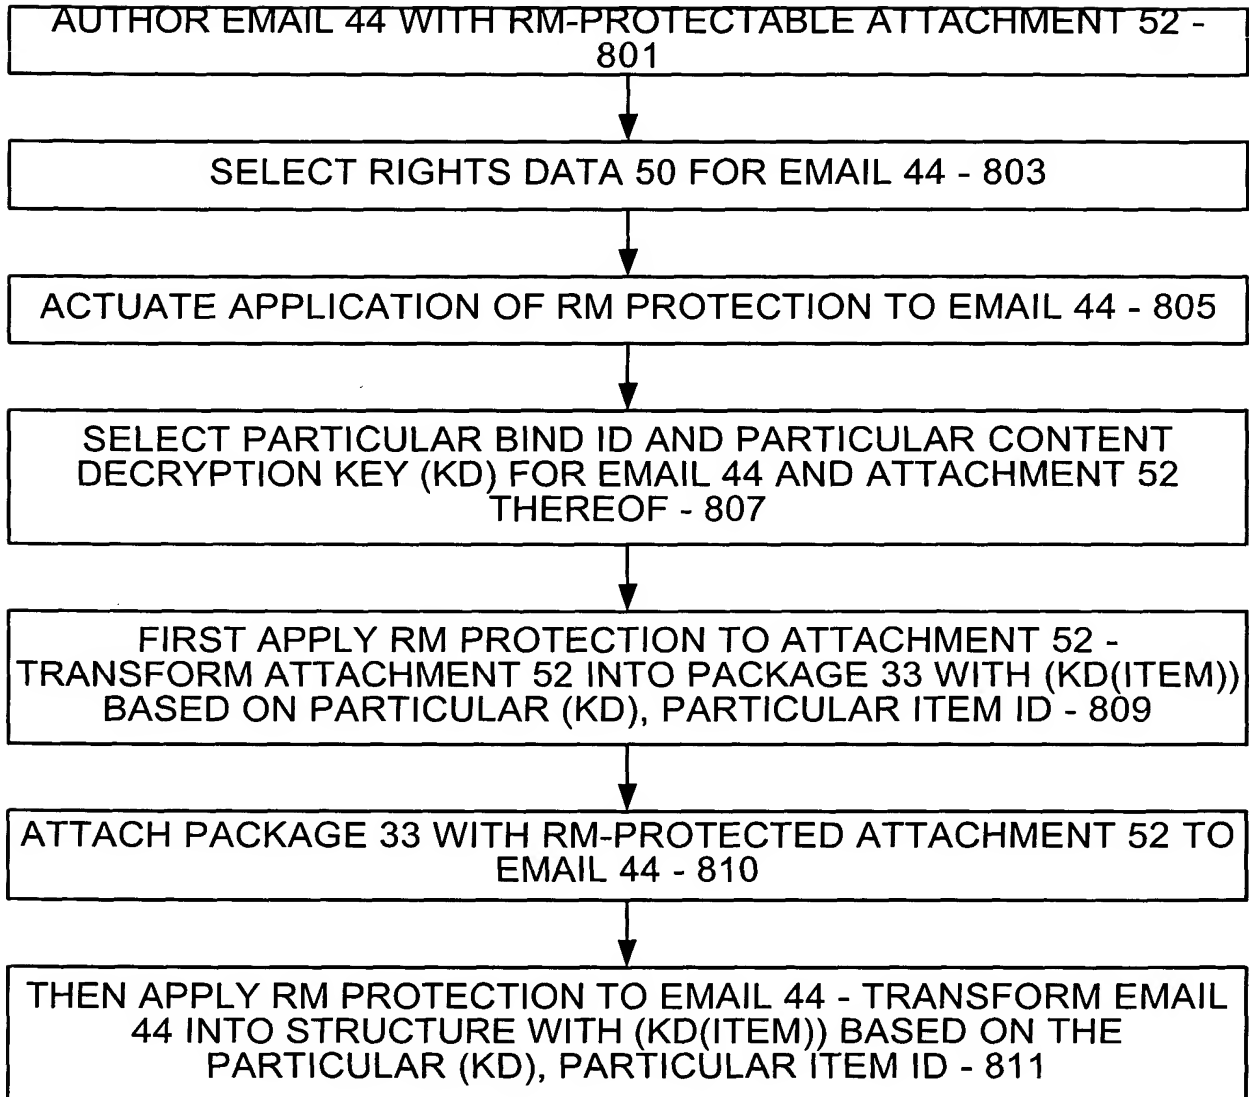 AUTHOR EMAIL 44 WITH RM-PROTECTABLE ATTACHMENT 52 -
801
SELECT RIGHTS DATA 50 FOR EMAIL 44 - 803
ACTUATE APPLICATION OF RM PROTECTION TO EMAIL 44 - 805
SELECT PARTICULAR BIND ID AND PARTICULAR CONTENT
DECRYPTION KEY (KD) FOR EMAIL 44 AND ATTACHMENT 52
THEREOF - 807
FIRST APPLY RM PROTECTION TO ATTACHMENT 52 -
TRANSFORM ATTACHMENT 52 INTO PACKAGE 33 WITH (KD(ITEM))
BASED ON PARTICULAR (KD), PARTICULAR ITEM ID - 809
ATTACH PACKAGE 33 WITH RM-PROTECTED ATTACHMENT 52 TO
EMAIL 44 - 810
THEN APPLY RM PROTECTION TO EMAIL 44 - TRANSFORM EMAIL
44 INTO STRUCTURE WITH (KD(ITEM)) BASED ON THE
PARTICULAR (KD), PARTICULAR ITEM ID - 811